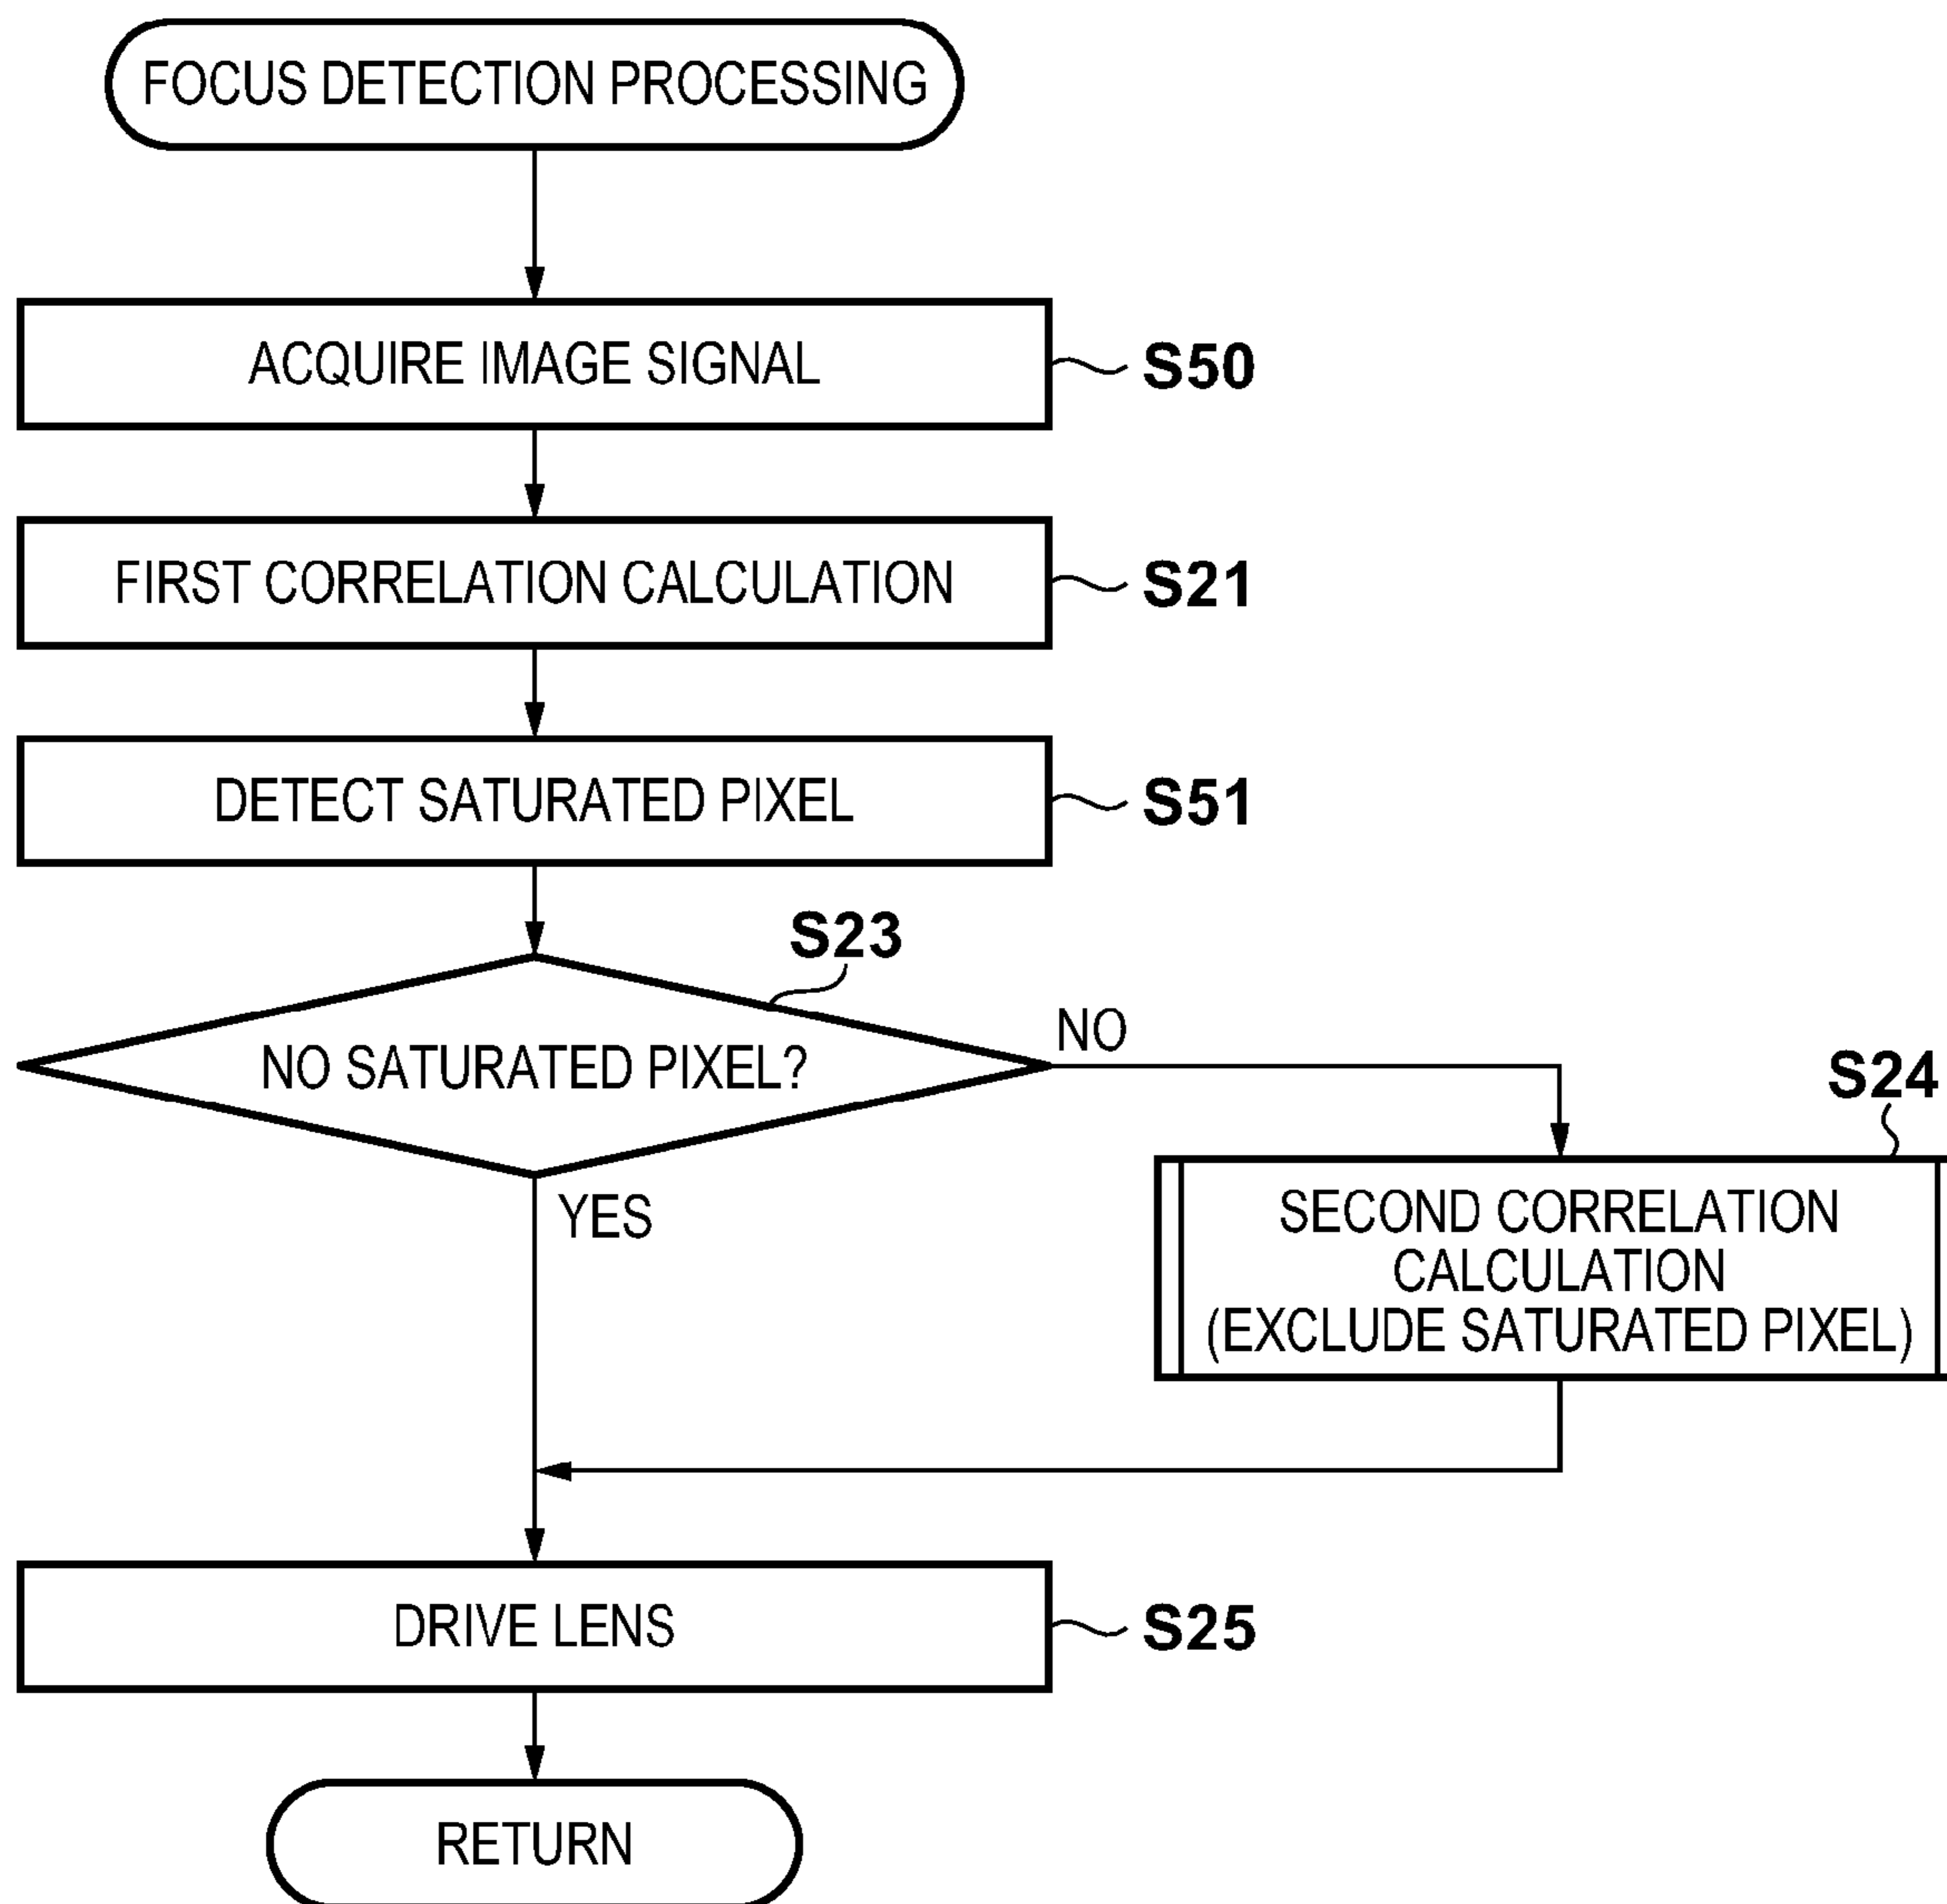 FOCUS DETECTION PROCESSING
ACQUIRE IMAGE SIGNAL
S50
FIRST CORRELATION CALCULATION
S21
DETECT SATURATED PIXEL
S51
S23
NO SATURATED PIXEL?
NO
YES
S24
SECOND CORRELATION
CALCULATION
(EXCLUDE SATURATED PIXEL)
DRIVE LENS
S25
RETURN